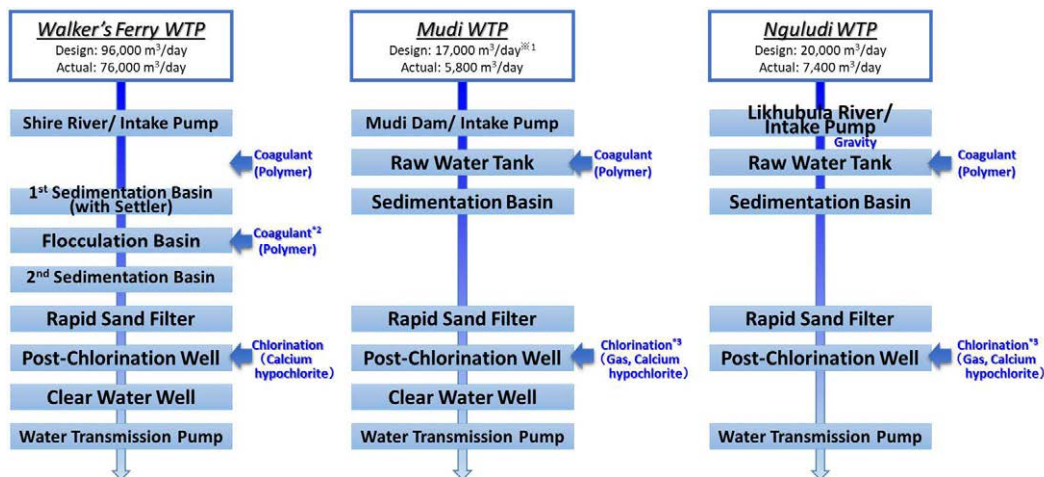 Walker's Ferry WTP
Design: 96,000 m³/day
Actual: 76,000 m³/day
Shire River/ Intake Pump
Coagulant
(Polymer)
1st Sedimentation Basin
(with Settler)
Flocculation Basin
Coagulant*2
(Polymer)
2nd Sedimentation Basin
Rapid Sand Filter
Post-Chlorination Well
Chlorination
(Calcium
hypochlorite)
Clear Water Well
Water Transmission Pump
Mudi WTP
Design: 17,000 m³/day※1
Actual: 5,800 m³/day
Mudi Dam/ Intake Pump
Raw Water Tank
Coagulant
(Polymer)
Sedimentation Basin
Rapid Sand Filter
Post-Chlorination Well
Chlorination*3
(Gas, Calcium
hypochlorite)
Clear Water Well
Water Transmission Pump
Nguludi WTP
Design: 20,000 m³/day
Actual: 7,400 m³/day
Likhubula River/
Intake Pump
Gravity
Raw Water Tank
Coagulant
(Polymer)
Sedimentation Basin
Rapid Sand Filter
Post-Chlorination Well
Chlorination*3
(Gas, Calcium
hypochlorite)
Water Transmission Pump